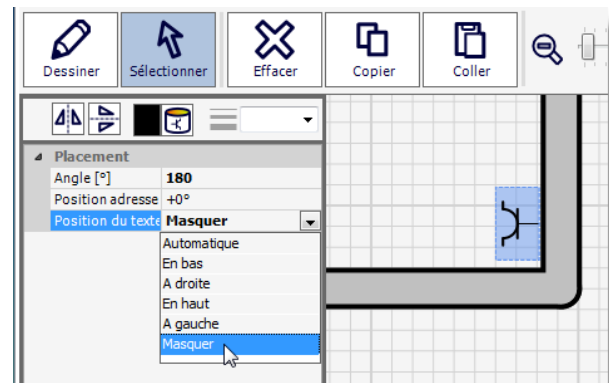 Dessiner Sélectionner Effacer Copier Coller
Placement
Angle [°] 180
Position adresse +0°
Position du texte Masquer
Automatique
En bas
A droite
En haut
A gauche
Masquer